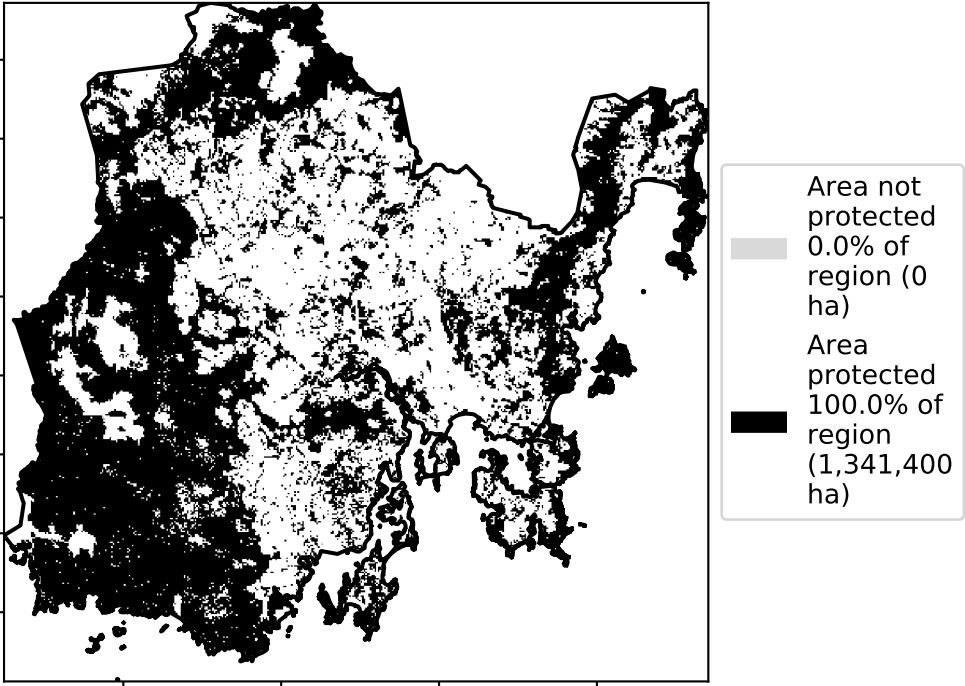 Area not
protected
0.0% of
region (0
ha)
Area
protected
100.0% of
region
(1,341,400
ha)